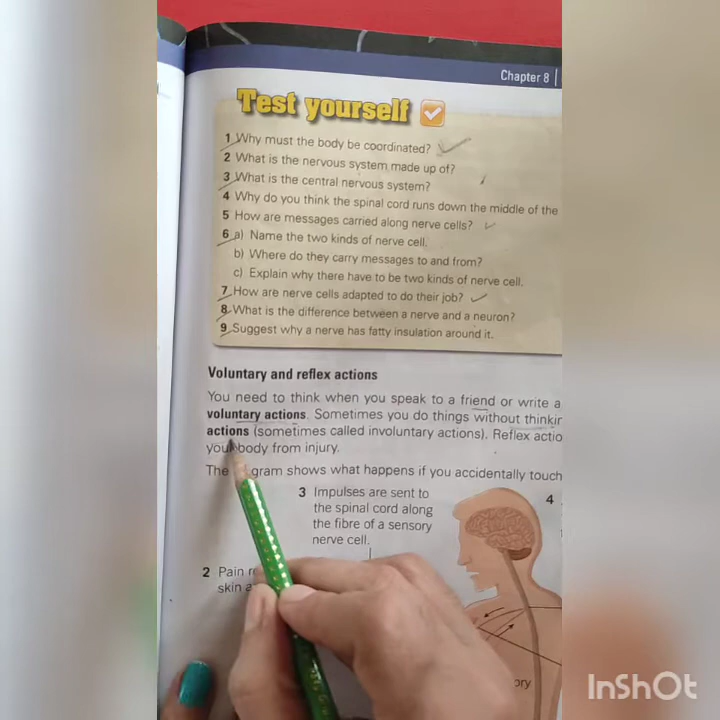 Chapter 8
Test yourself
1 Why must the body be coordinated?
2 What is the nervous system made up of?
3 What is the central nervous system?
4 Why do you think the spinal cord runs down the middle of the
5 How are messages carried along nerve cells?
6 a) Name the two kinds of nerve cell.
b) Where do they carry messages to and from?
c) Explain why there have to be two kinds of nerve cell.
7 How are nerve cells adapted to do their job?
8 What is the difference between a nerve and a neuron?
9 Suggest why a nerve has fatty insulation around it.
Voluntary and reflex actions
You need to think when you speak to a friend or write a
voluntary actions. Sometimes you do things without
actions (sometimes called involuntary actions). Reflex
your body from injury.
The gram shows what happens if you accidentally touch
3 Impulses are sent to
the spinal cord along
the fibre of a sensory
nerve cell.
4
2 Pain
skin
InShOt